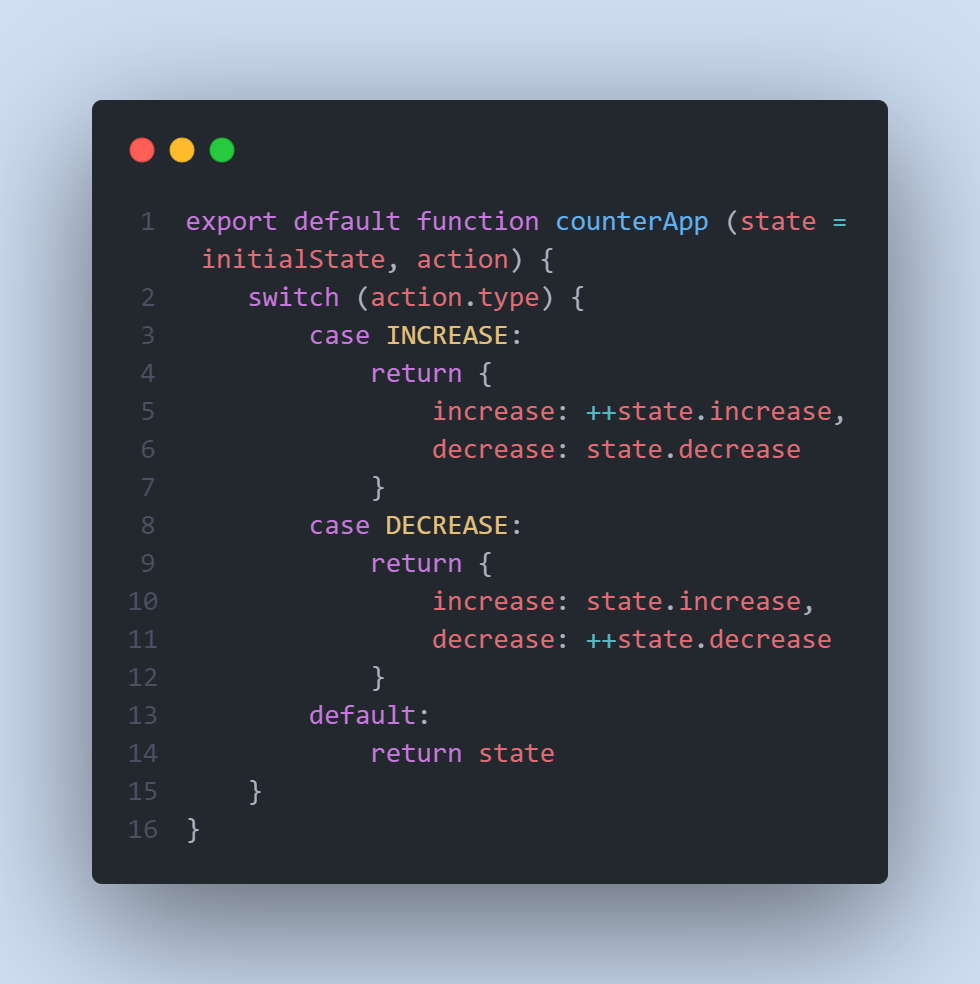 1 export default function counterApp (state =
initialState, action) {
2 switch (action.type) {
3 case INCREASE:
4 return {
5 increase: ++state.increase,
6 decrease: state.decrease
7 }
8 case DECREASE:
9 return {
10 increase: state.increase,
11 decrease: ++state.decrease
12 }
13 default:
14 return state
15 }
16 }